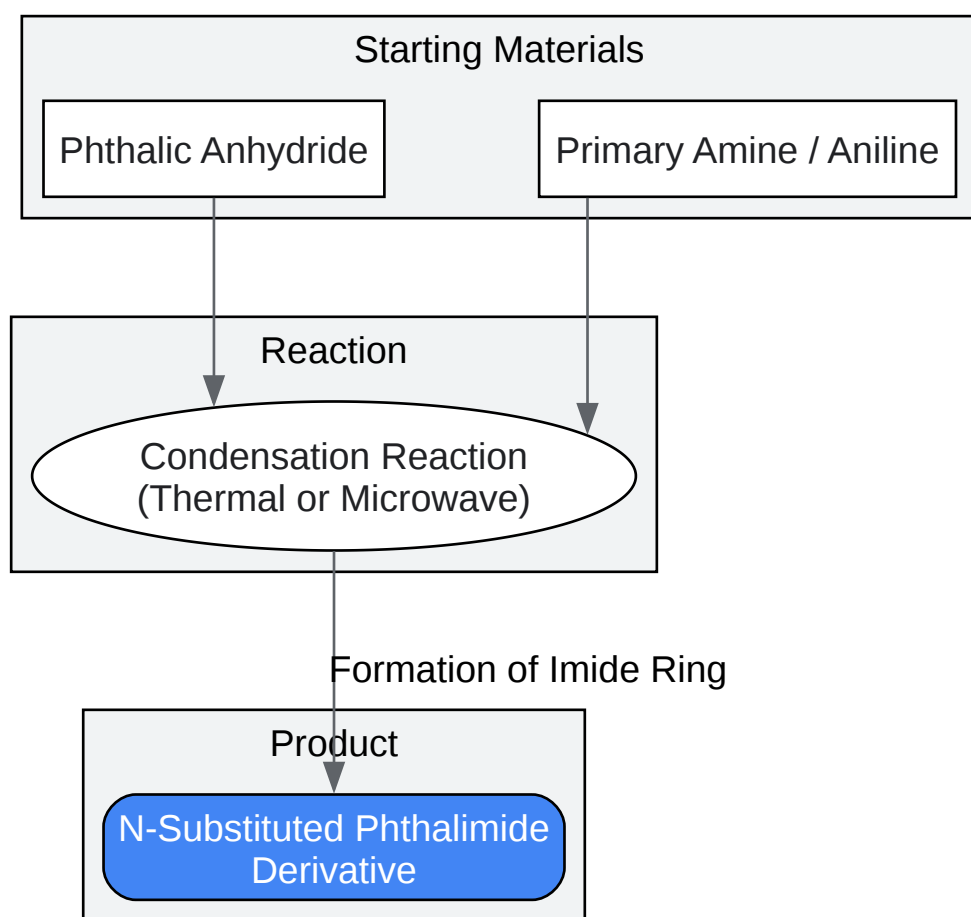 Starting Materials
Phthalic Anhydride
Primary Amine / Aniline
Reaction
Condensation Reaction
(Thermal or Microwave)
Formation of Imide Ring
Product
N-Substituted Phthalimide
Derivative